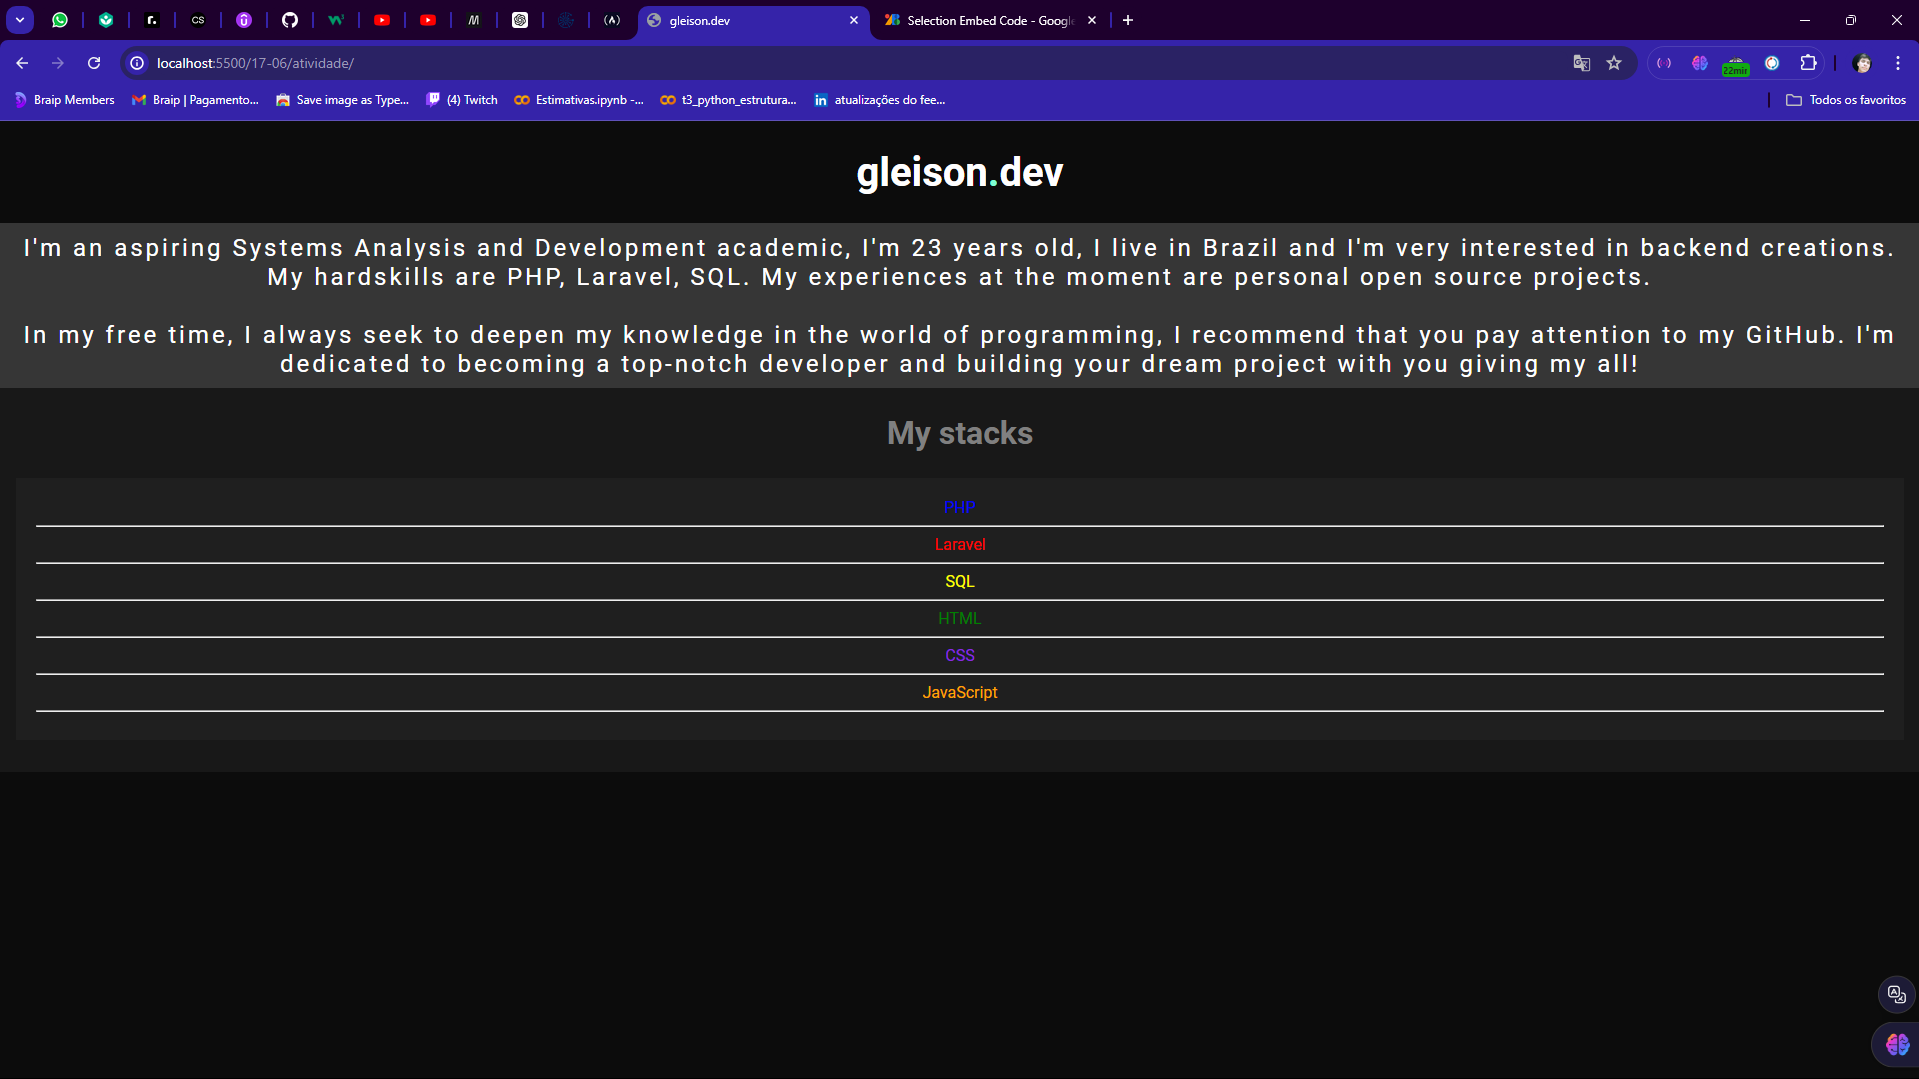 CS
gleison.dev
Selection Embed Code - Google
localhost:5500/17-06/atividade/
22min
Braip Members
Braip | Pagamento...
Save image as Type...
(4) Twitch
Estimativas.ipynb -...
t3_python_estrutura...
in
atualizações do fee...
Todos os favoritos
gleison.dev
I'm an aspiring Systems Analysis and Development academic, I'm 23 years old, I live in Brazil and I'm very interested in backend creations.
My hardskills are PHP, Laravel, SQL. My experiences at the moment are personal open source projects.
In my free time, I always seek to deepen my knowledge in the world of programming, I recommend that you pay attention to my GitHub. I'm
dedicated to becoming a top-notch developer and building your dream project with you giving my all!
My stacks
PHP
Laravel
SQL
HTML
CSS
JavaScript